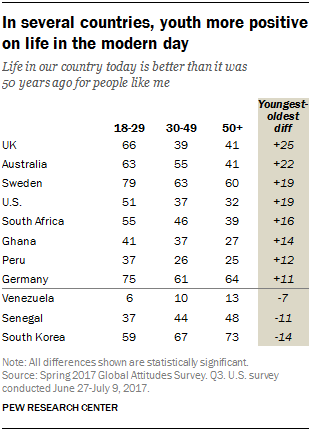 In several countries, youth more positive
on life in the modern day
Life in our country today is better than it was
50 years ago for people like me
Youngest-
oldest
18-29 30-49 50+ diff
UK 66 39 41 +25
Australia 63 55 41 +22
Sweden 79 63 60 +19
U.S. 51 37 32 +19
South Africa 55 46 39 +16
Ghana 41 37 27 +14
Peru 37 26 25 +12
Germany 75 61 64 +11
Venezuela 6 10 13 -7
Senegal 37 44 48 -11
South Korea 59 67 73 -14
Note: All differences shown are statistically significant.
Source: Spring 2017 Global Attitudes Survey. Q3. U.S. survey
conducted June 27-July 9, 2017.
PEW RESEARCH CENTER